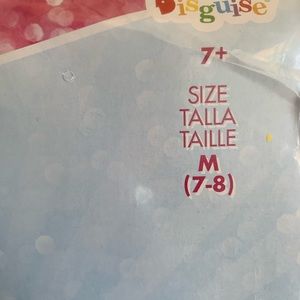 Disguise
7+
SIZE
TALLA
TAILLE
M
(7-8)